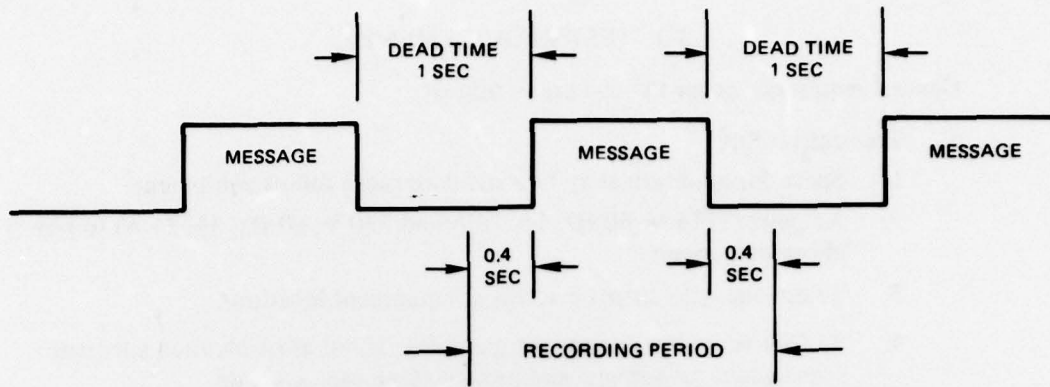 DEAD TIME
1 SEC
DEAD TIME
1 SEC
MESSAGE
MESSAGE
MESSAGE
0.4
SEC
0.4
SEC
RECORDING PERIOD